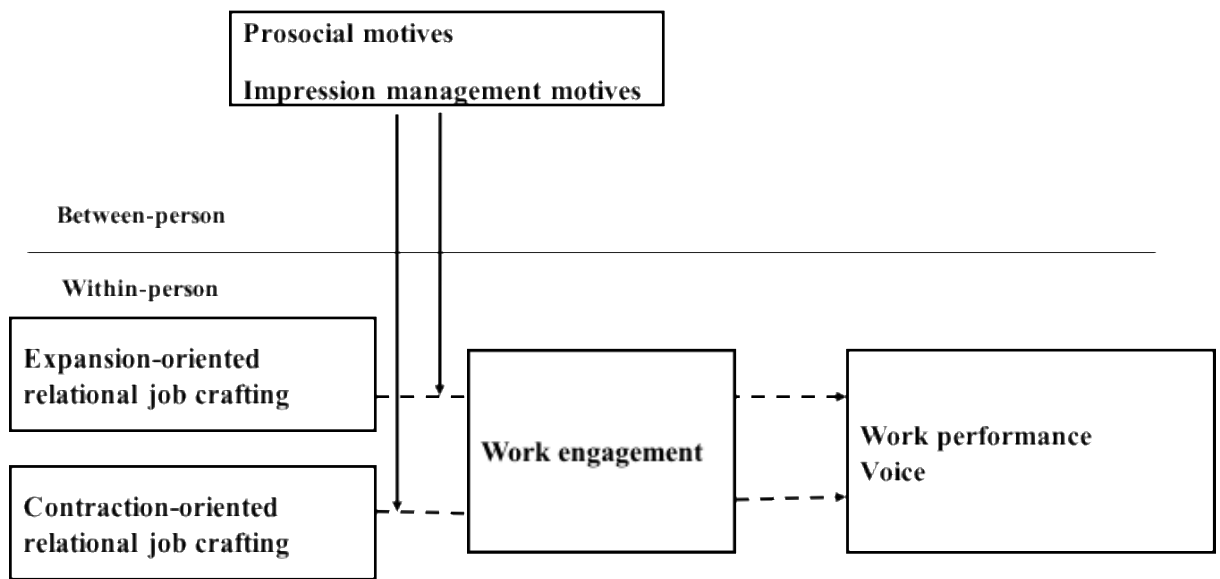 Prosocial motives
Impression management motives
Between-person
Within-person
Expansion-oriented
relational job crafting
Contraction-oriented
relational job crafting
Work engagement
Work performance
Voice